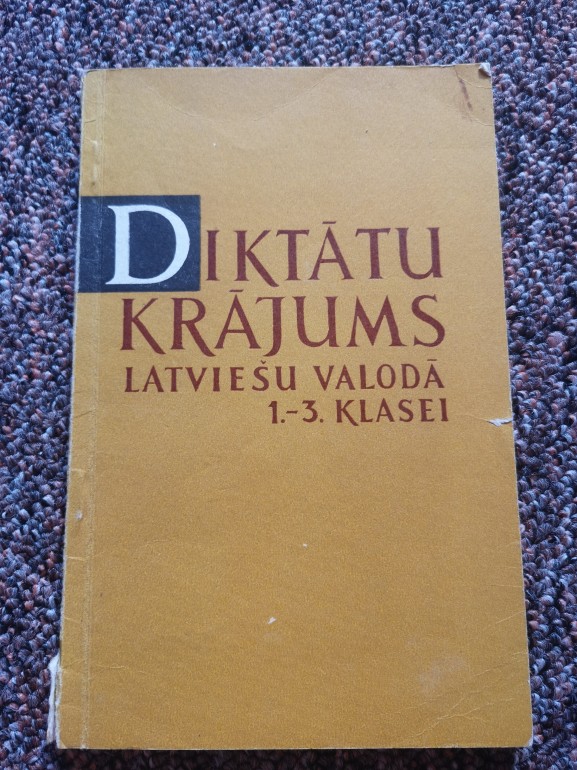 DIKTĀTU
KRĀJUMS
LATVIEŠU VALODĀ
1.-3. KLASEI